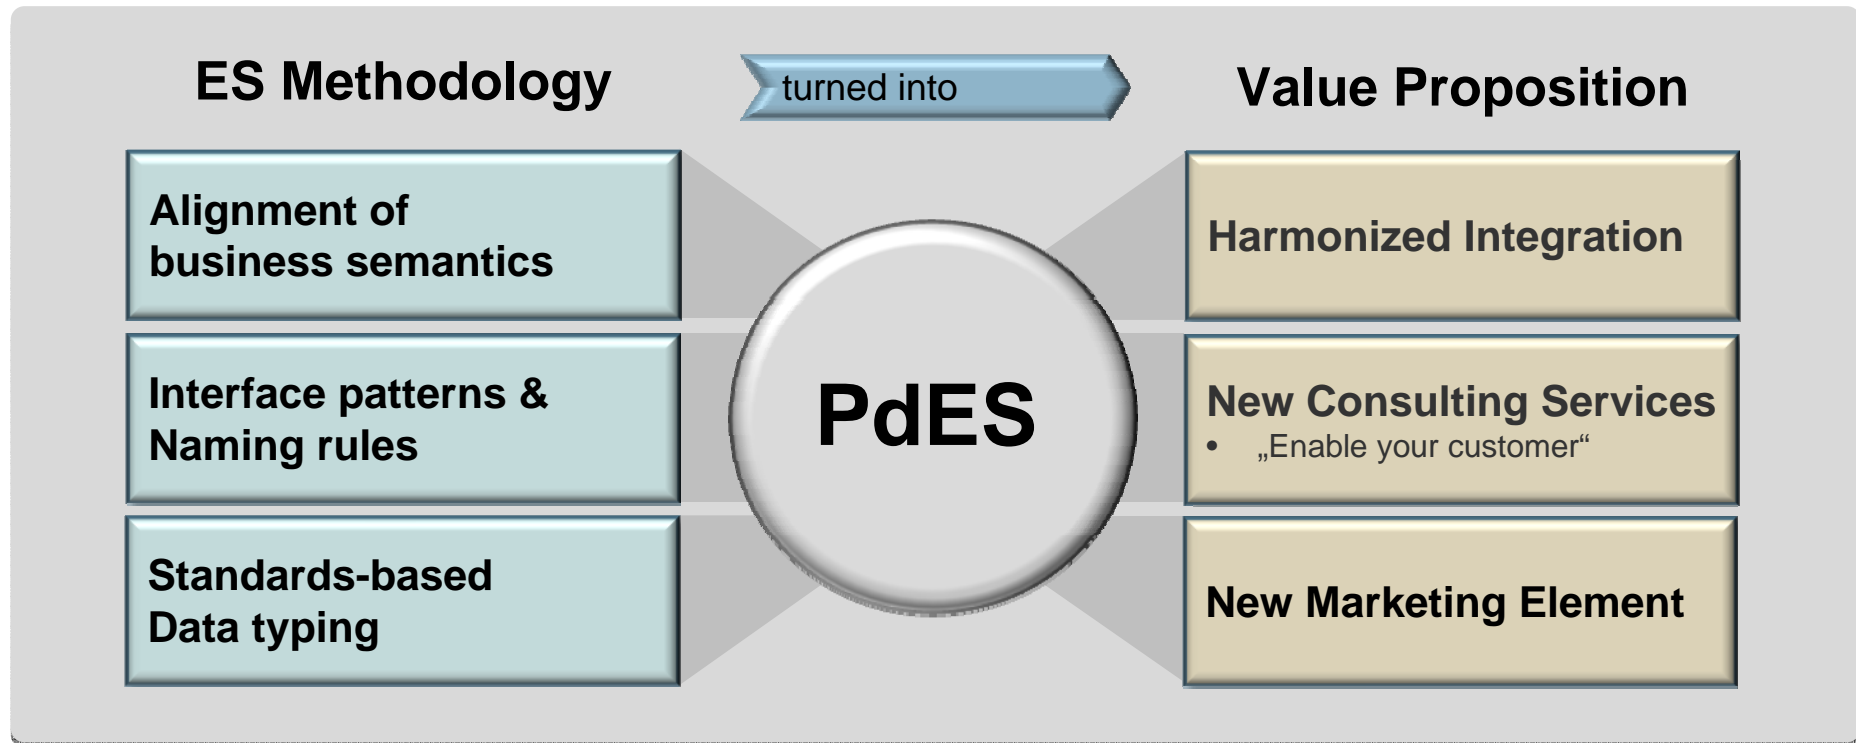 ES Methodology
turned into
Value Proposition
Alignment of
business semantics
Interface patterns &
Naming rules
Standards-based
Data typing
PdES
Harmonized Integration
New Consulting Services
• „Enable your customer“
New Marketing Element